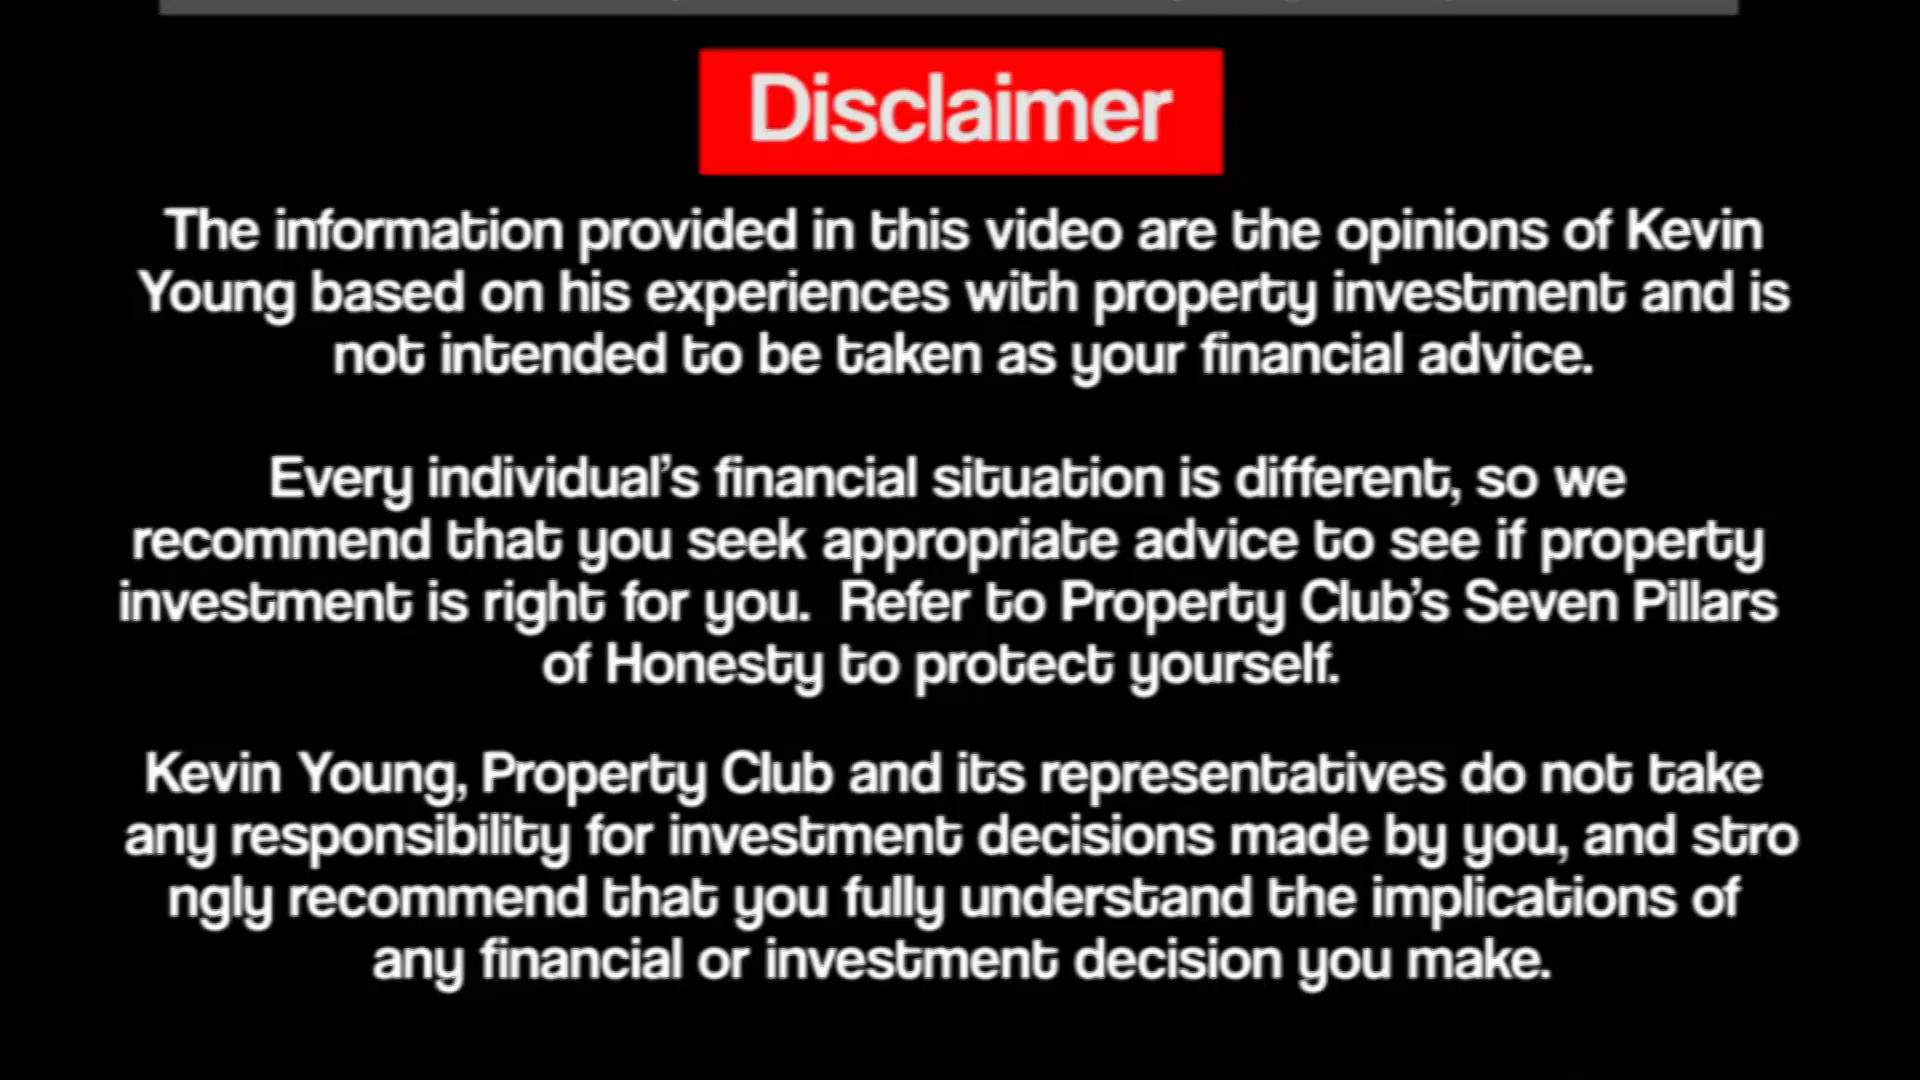 Disclaimer
The information provided in this video are the opinions of Kevin
Young based on his experiences with property investment and is
not intended to be taken as your financial advice.
Every individual's financial situation is different, so we
recommend that you seek appropriate advice to see if property
investment is right for you.  Refer to Property Club's Seven Pillars
of Honesty to protect yourself.
Kevin Young, Property Club and its representatives do not take
any responsibility for investment decisions made by you, and stro
ngly recommend that you fully understand the implications of
any financial or investment decision you make.